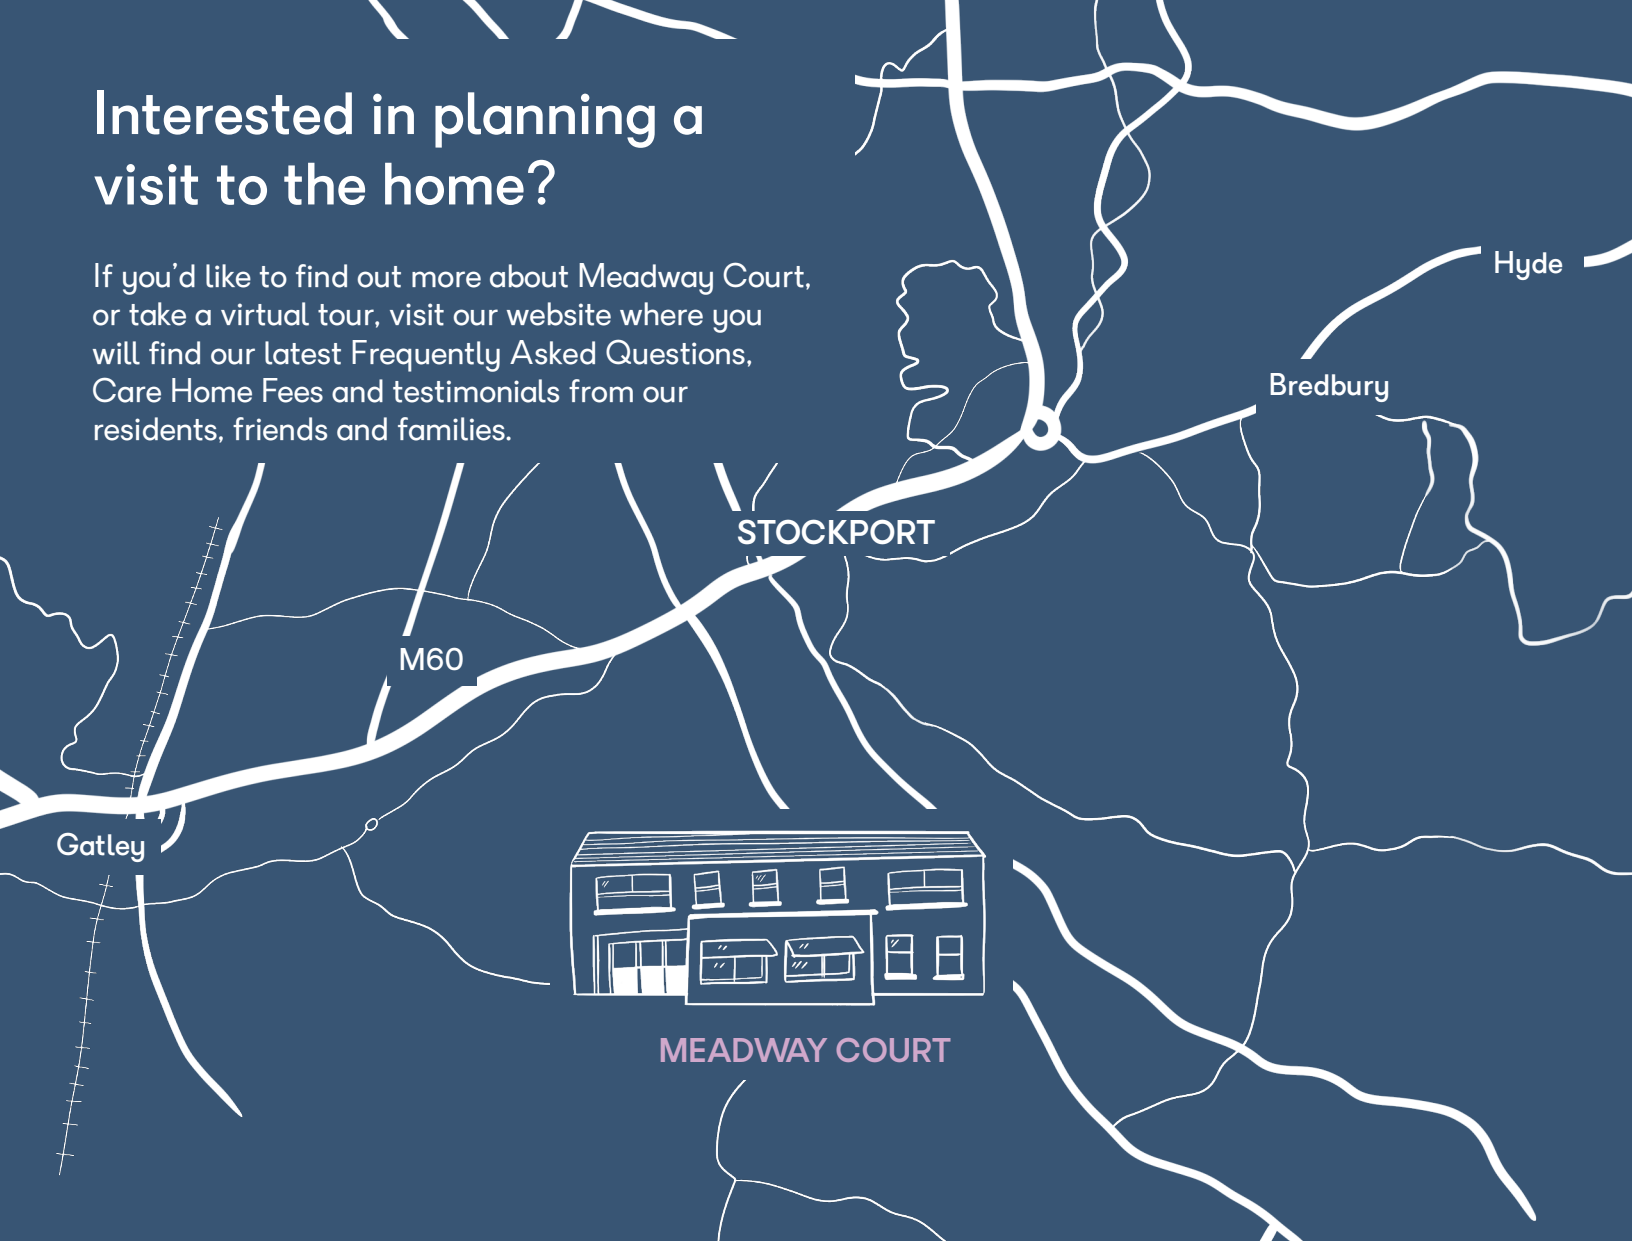 Interested in planning a
visit to the home?
If you’d like to find out more about Meadway Court,
or take a virtual tour, visit our website where you
will find our latest Frequently Asked Questions,
Care Home Fees and testimonials from our
residents, friends and families.
Hyde
Bredbury
STOCKPORT
M60
Gatley
MEADWAY COURT